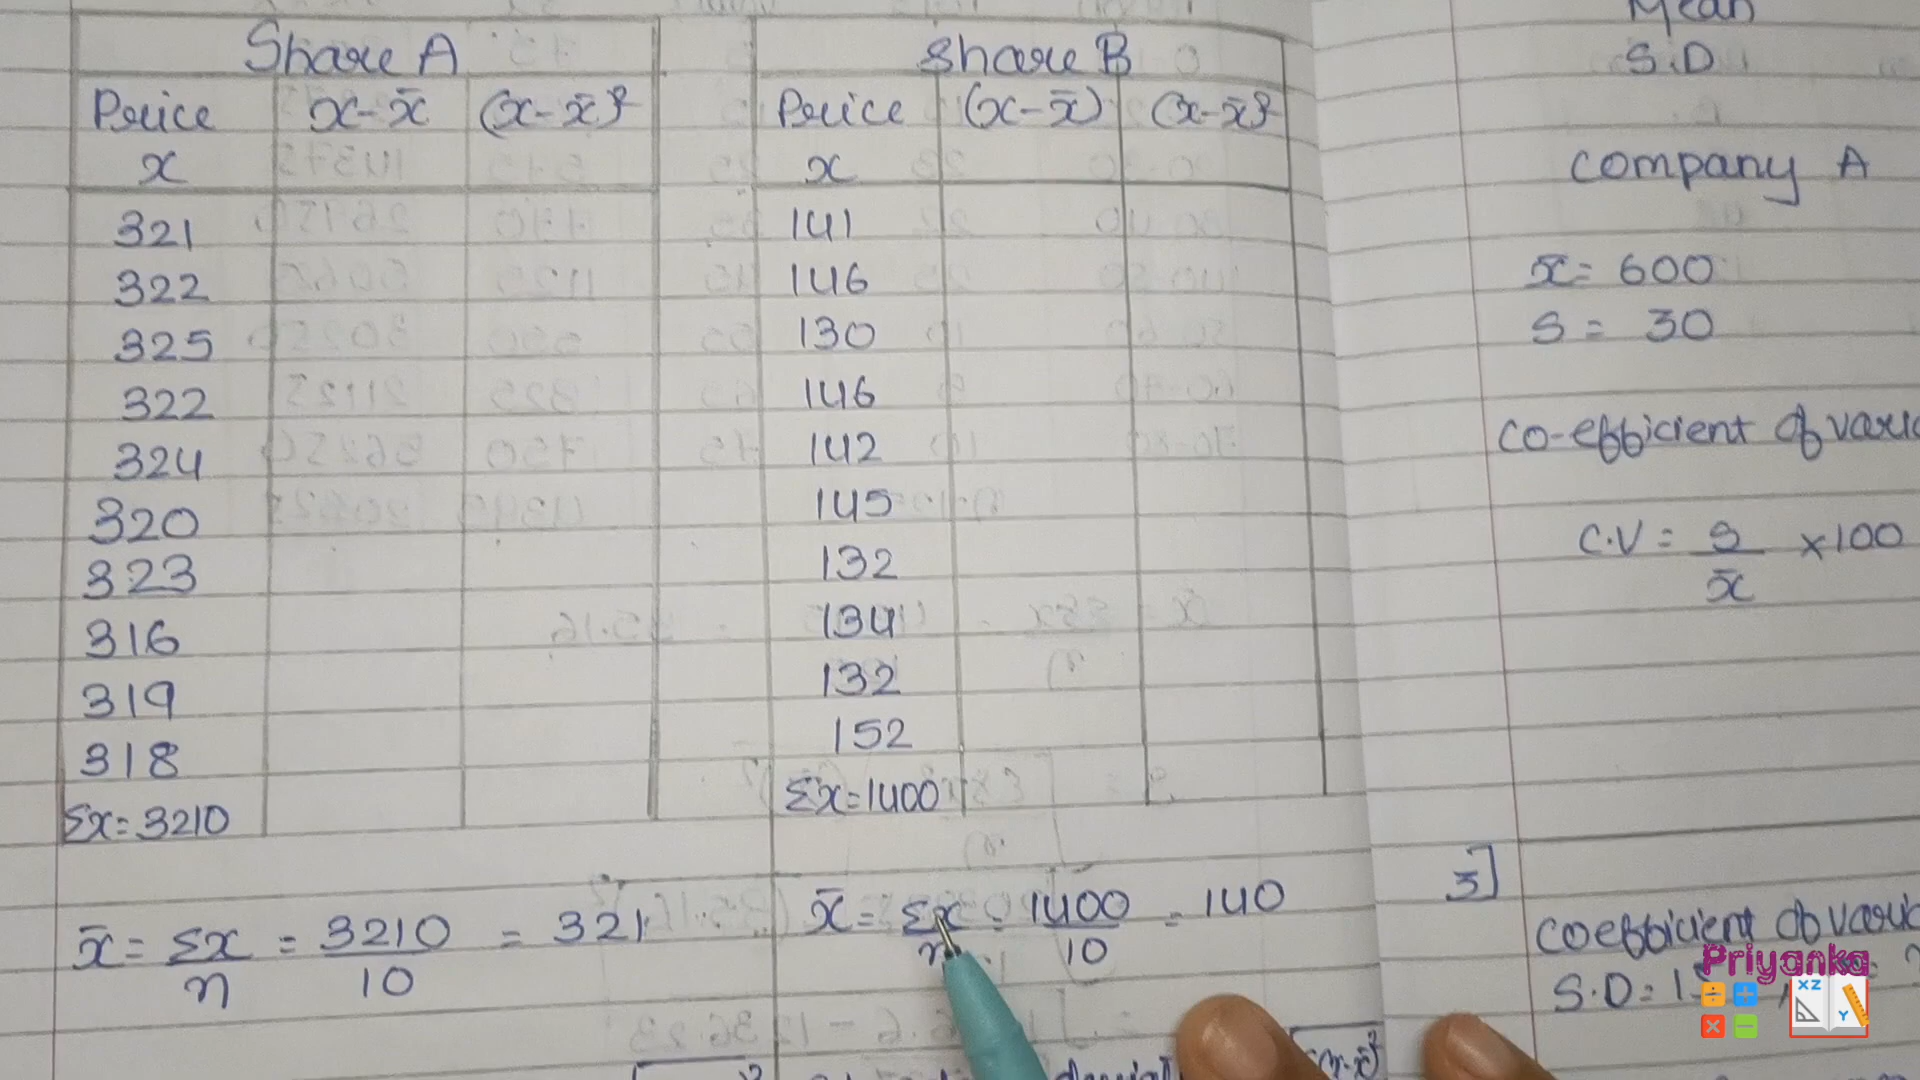 Share A
Price x-x̄ (x-x̄)²
x
321
322
325
322
324
320
323
316
319
318
Σx=3210
x̄ = Σx/n = 3210/10 = 321
Share B
Price (x-x̄) (x-x̄)²
x
141
146
130
146
142
145
132
134
132
152
Σx=1400
x̄ = Σx/n = 1400/10 = 140
Mean
S.D
Company A
x̄= 600
S = 30
Co-efficient of
C.V = S/x̄ ×100
3]
Coefficient of
S.D=
Priyanka
XZ
Y